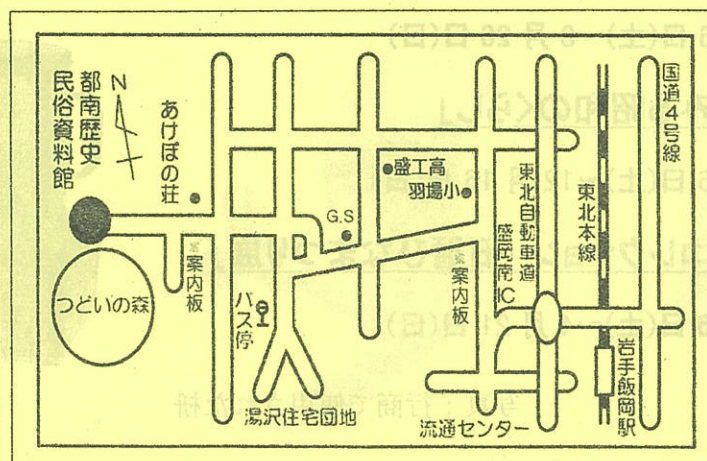 都南歴史
民俗資料館
N
あけぼの荘
つどいの森
※案内板
バス停
G.S
湯沢住宅団地
●盛工高
羽場小●
※案内板
盛岡南IC
東北自動車道
東北本線
国道4号線
岩手飯岡駅
流通センター